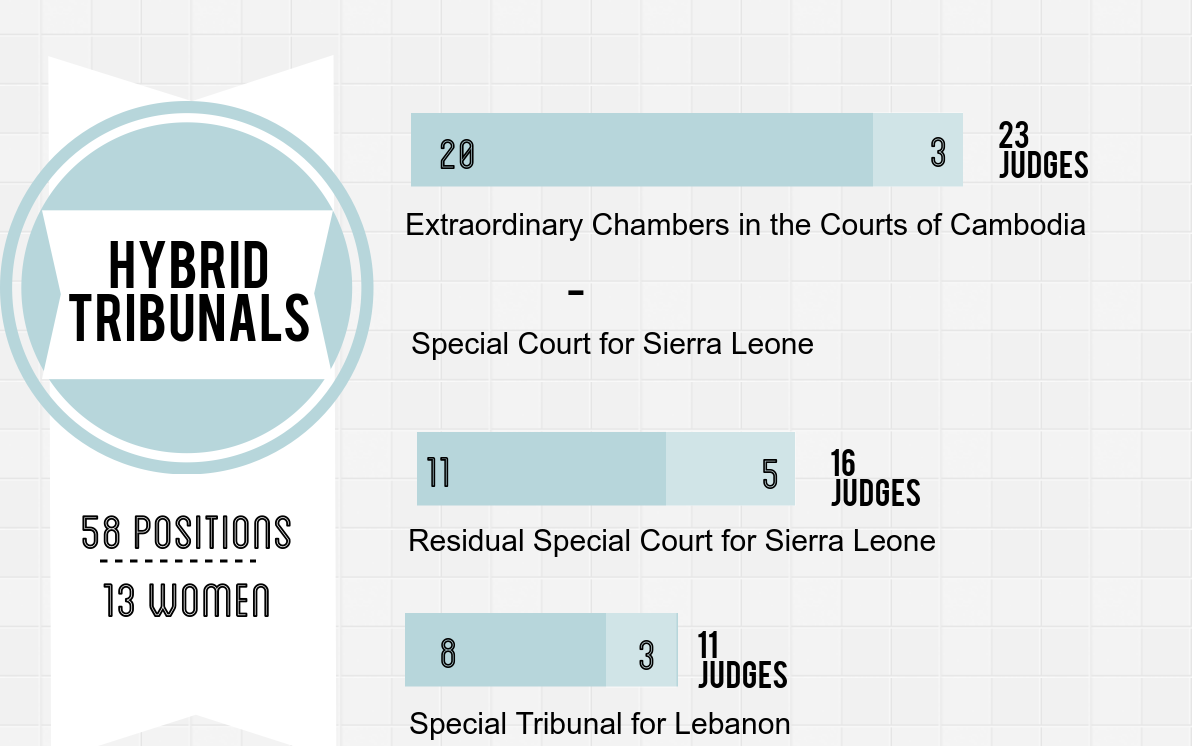 HYBRID
TRIBUNALS
58 POSITIONS
13 WOMEN
20 3 23
JUDGES
Extraordinary Chambers in the Courts of Cambodia
-
Special Court for Sierra Leone
11 5 16
JUDGES
Residual Special Court for Sierra Leone
8 3 11
JUDGES
Special Tribunal for Lebanon